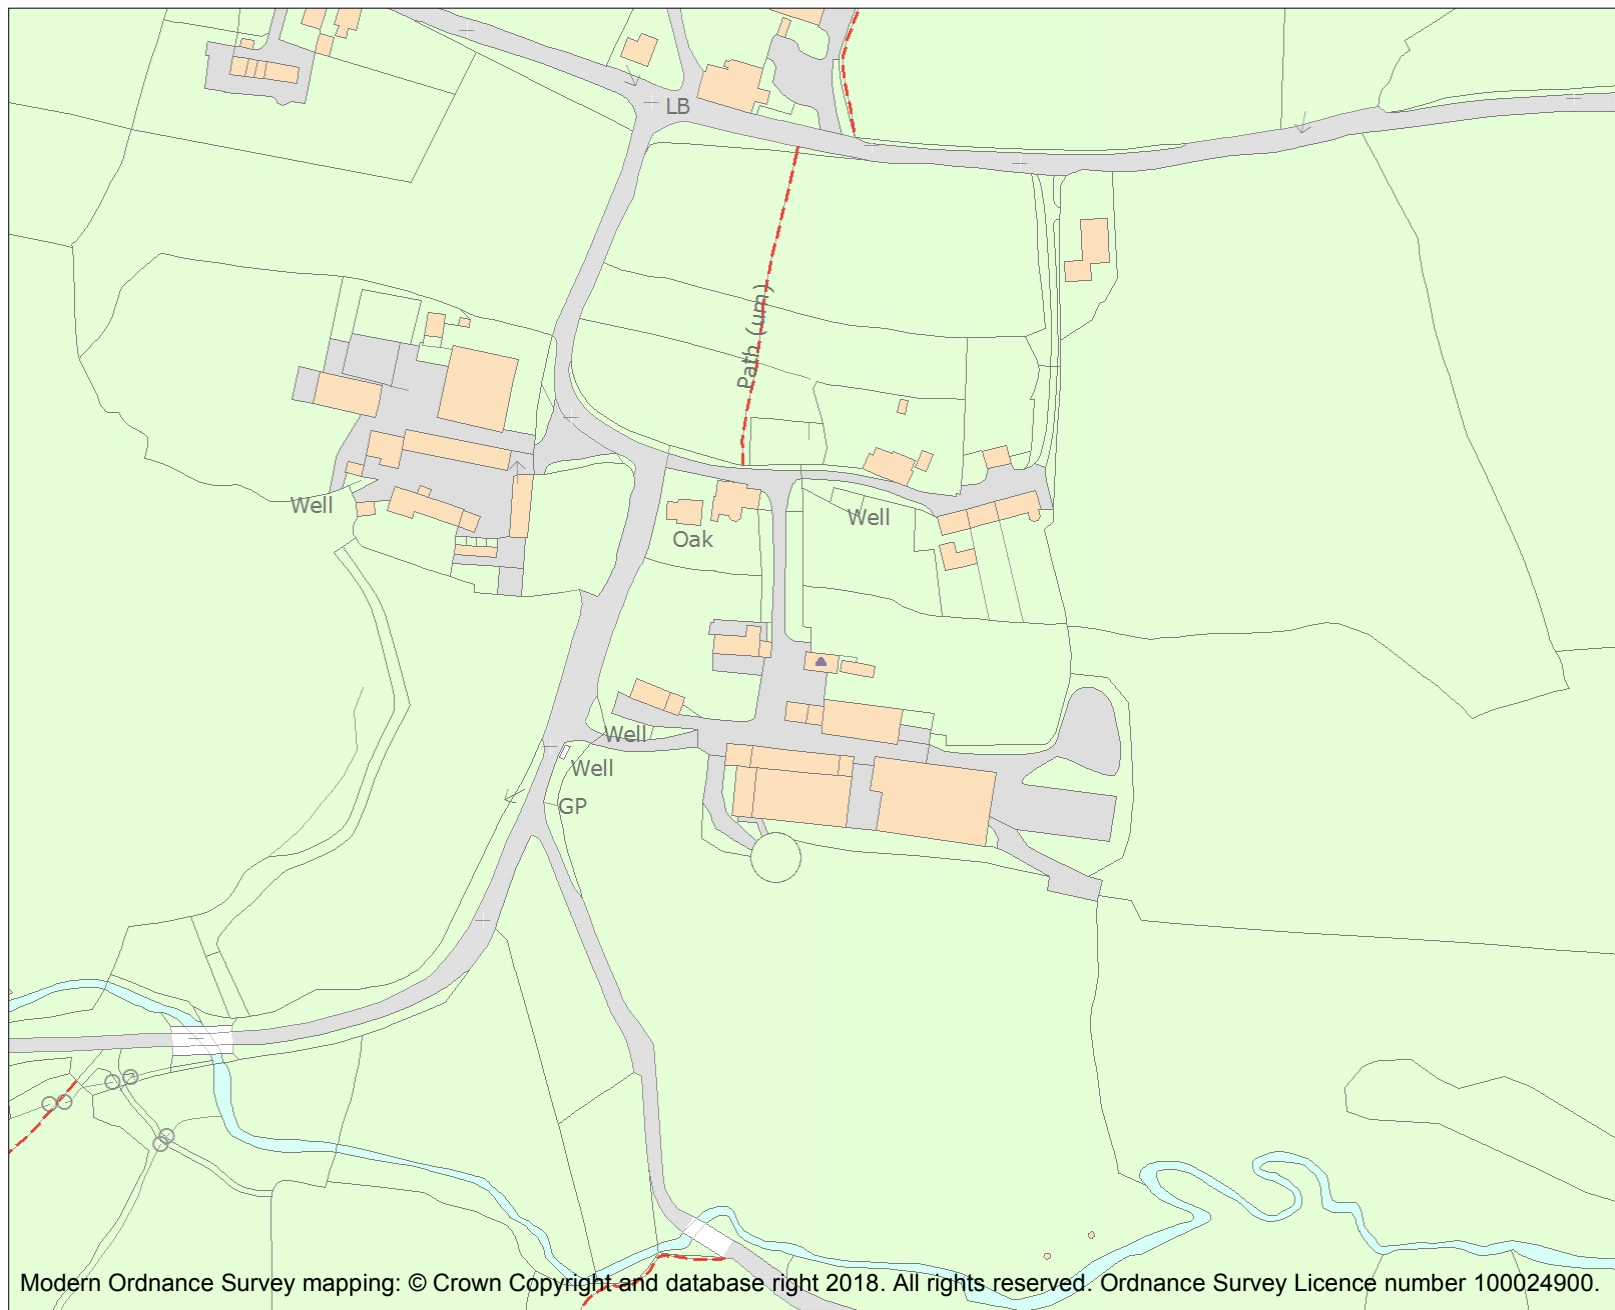 LB
Path (um)
Well
Well
Oak
Well
Well
GP
Modern Ordnance Survey mapping: © Crown Copyright and database right 2018. All rights reserved. Ordnance Survey Licence number 100024900.